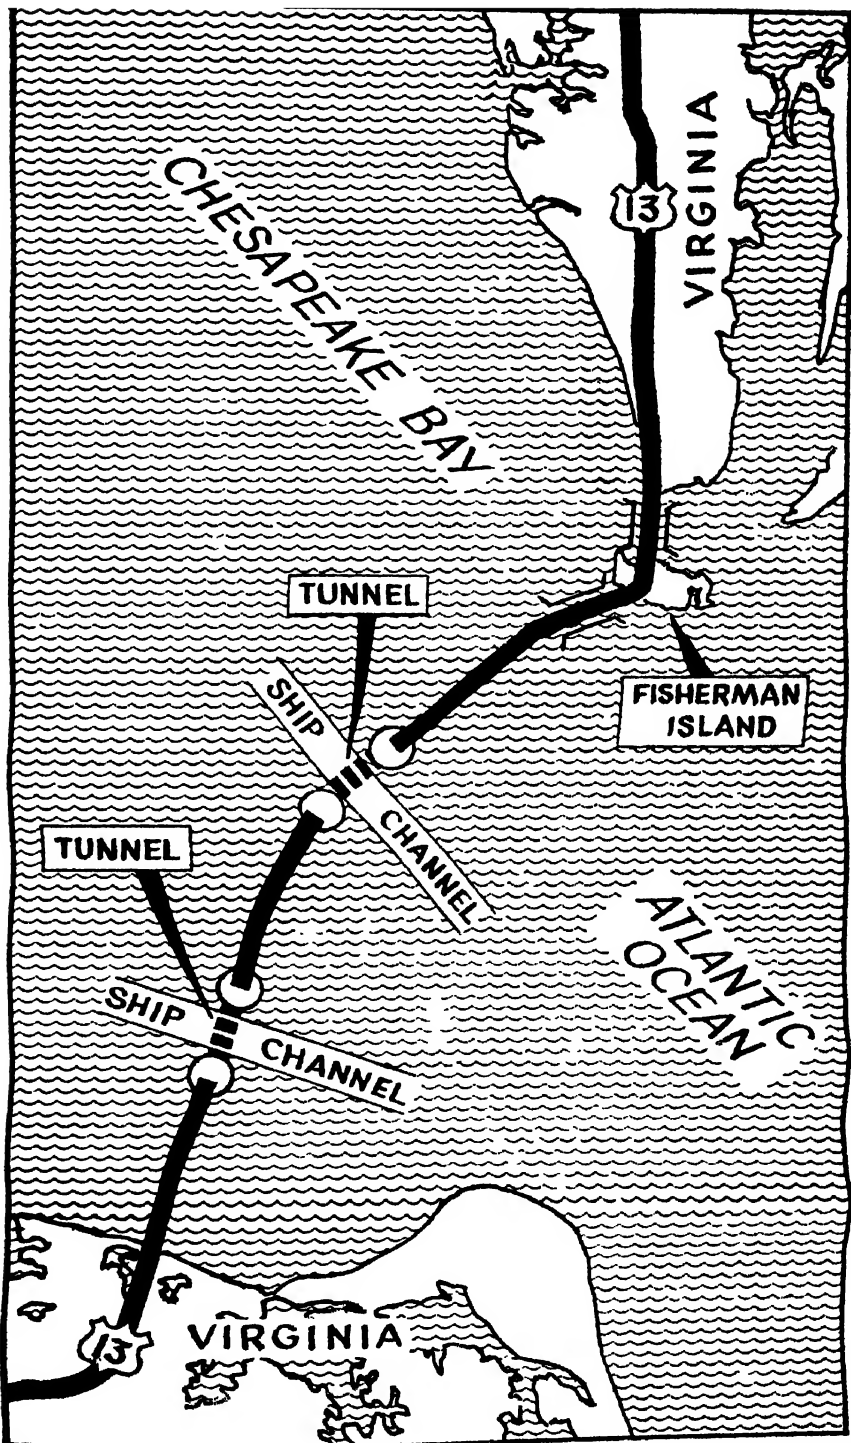 CHESAPEAKE BAY
13
VIRGINIA
TUNNEL
FISHERMAN
ISLAND
SHIP CHANNEL
TUNNEL
ATLANTIC
OCEAN
SHIP CHANNEL
13
VIRGINIA